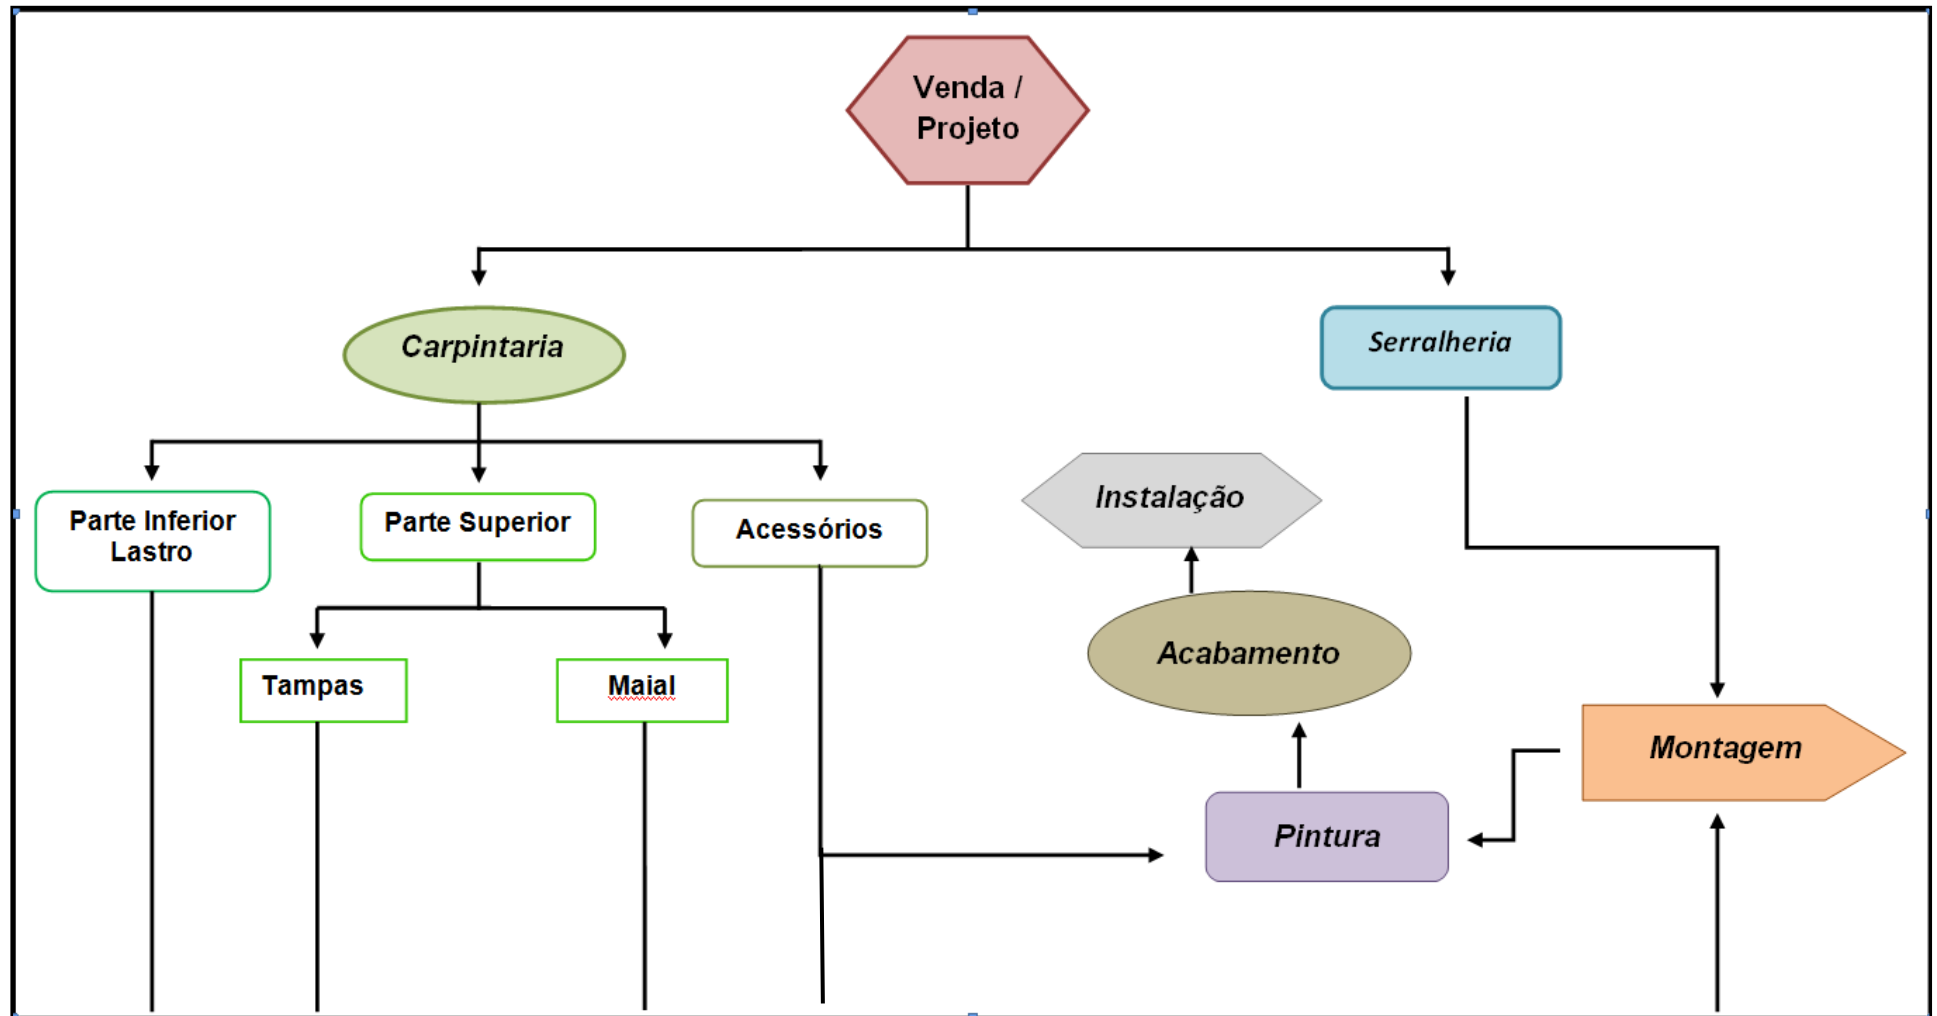 Venda /
Projeto
Carpintaria
Serralheria
Parte Inferior
Lastro
Parte Superior
Acessórios
Instalação
Tampas
Maial
Acabamento
Montagem
Pintura